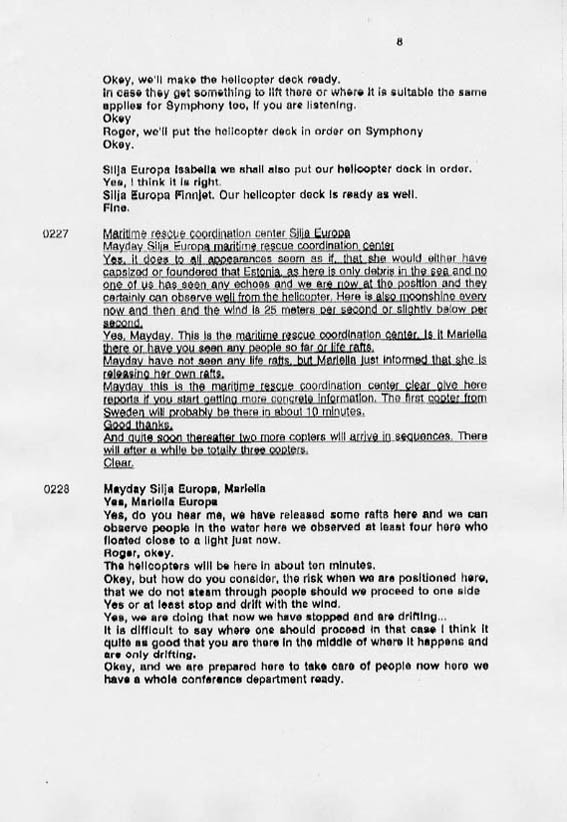 8
Okey, we'll make the helicopter deck ready.
In case they get something to lift there or where it is suitable the same
applies for Symphony too, if you are listening.
Okey
Roger, we'll put the helicopter deck in order on Symphony
Okey.
Silja Europa Isabella we shall also put our helicopter deck in order.
Yes, I think it is right.
Silja Europa Finnjet. Our helicopter deck is ready as well.
Fine.
0227 Maritime rescue coordination center Silja Europa
Mayday Silja Europa maritime rescue coordination center
Yes, it does to all appearances seem as if, that she would either have
capsized or foundered that Estonia, as here is only debris in the sea and no
one of us has seen any echoes and we are now at the position and they
certainly can observe well from the helicopter. Here is also moonshine every
now and then and the wind is 25 meters per second or slightly below per
second.
Yes, Mayday. This is the maritime rescue coordination center. Is it Mariella
there or have you seen any people so far or life rafts.
Mayday have not seen any life rafts, but Mariella just informed that she is
releasing her own rafts.
Mayday this is the maritime rescue coordination center clear give here
reports if you start getting more concrete information. The first copter from
Sweden will probably be there in about 10 minutes.
Good thanks.
And quite soon thereafter two more copters will arrive in sequences. There
will after a while be totally three copters.
Clear.
0228 Mayday Silja Europa, Mariella
Yes, Mariella Europa
Yes, do you hear me, we have released some rafts here and we can
observe people in the water here we observed at least four here who
floated close to a light just now.
Roger, okey.
The helicopters will be here in about ten minutes.
Okey, but how do you consider, the risk when we are positioned here,
that we do not steam through people should we proceed to one side
Yes or at least stop and drift with the wind.
Yes, we are doing that now we have stopped and are drifting...
It is difficult to say where one should proceed in that case I think it
quite as good that you are there in the middle of where it happens and
are only drifting.
Okey, and we are prepared here to take care of people now here we
have a whole conference department ready.